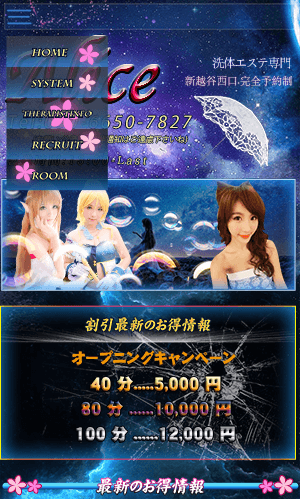 HOME
SYSTEM
THERAPISTINFO
RECRUIT
ROOM
洗体エステ専門
新越谷西口・完全予約制
650-7827
Last
割引最新のお得情報
オープニングキャンペーン
40 分......5,000 円
80 分......10,000 円
100 分......12,000 円
最新のお得情報